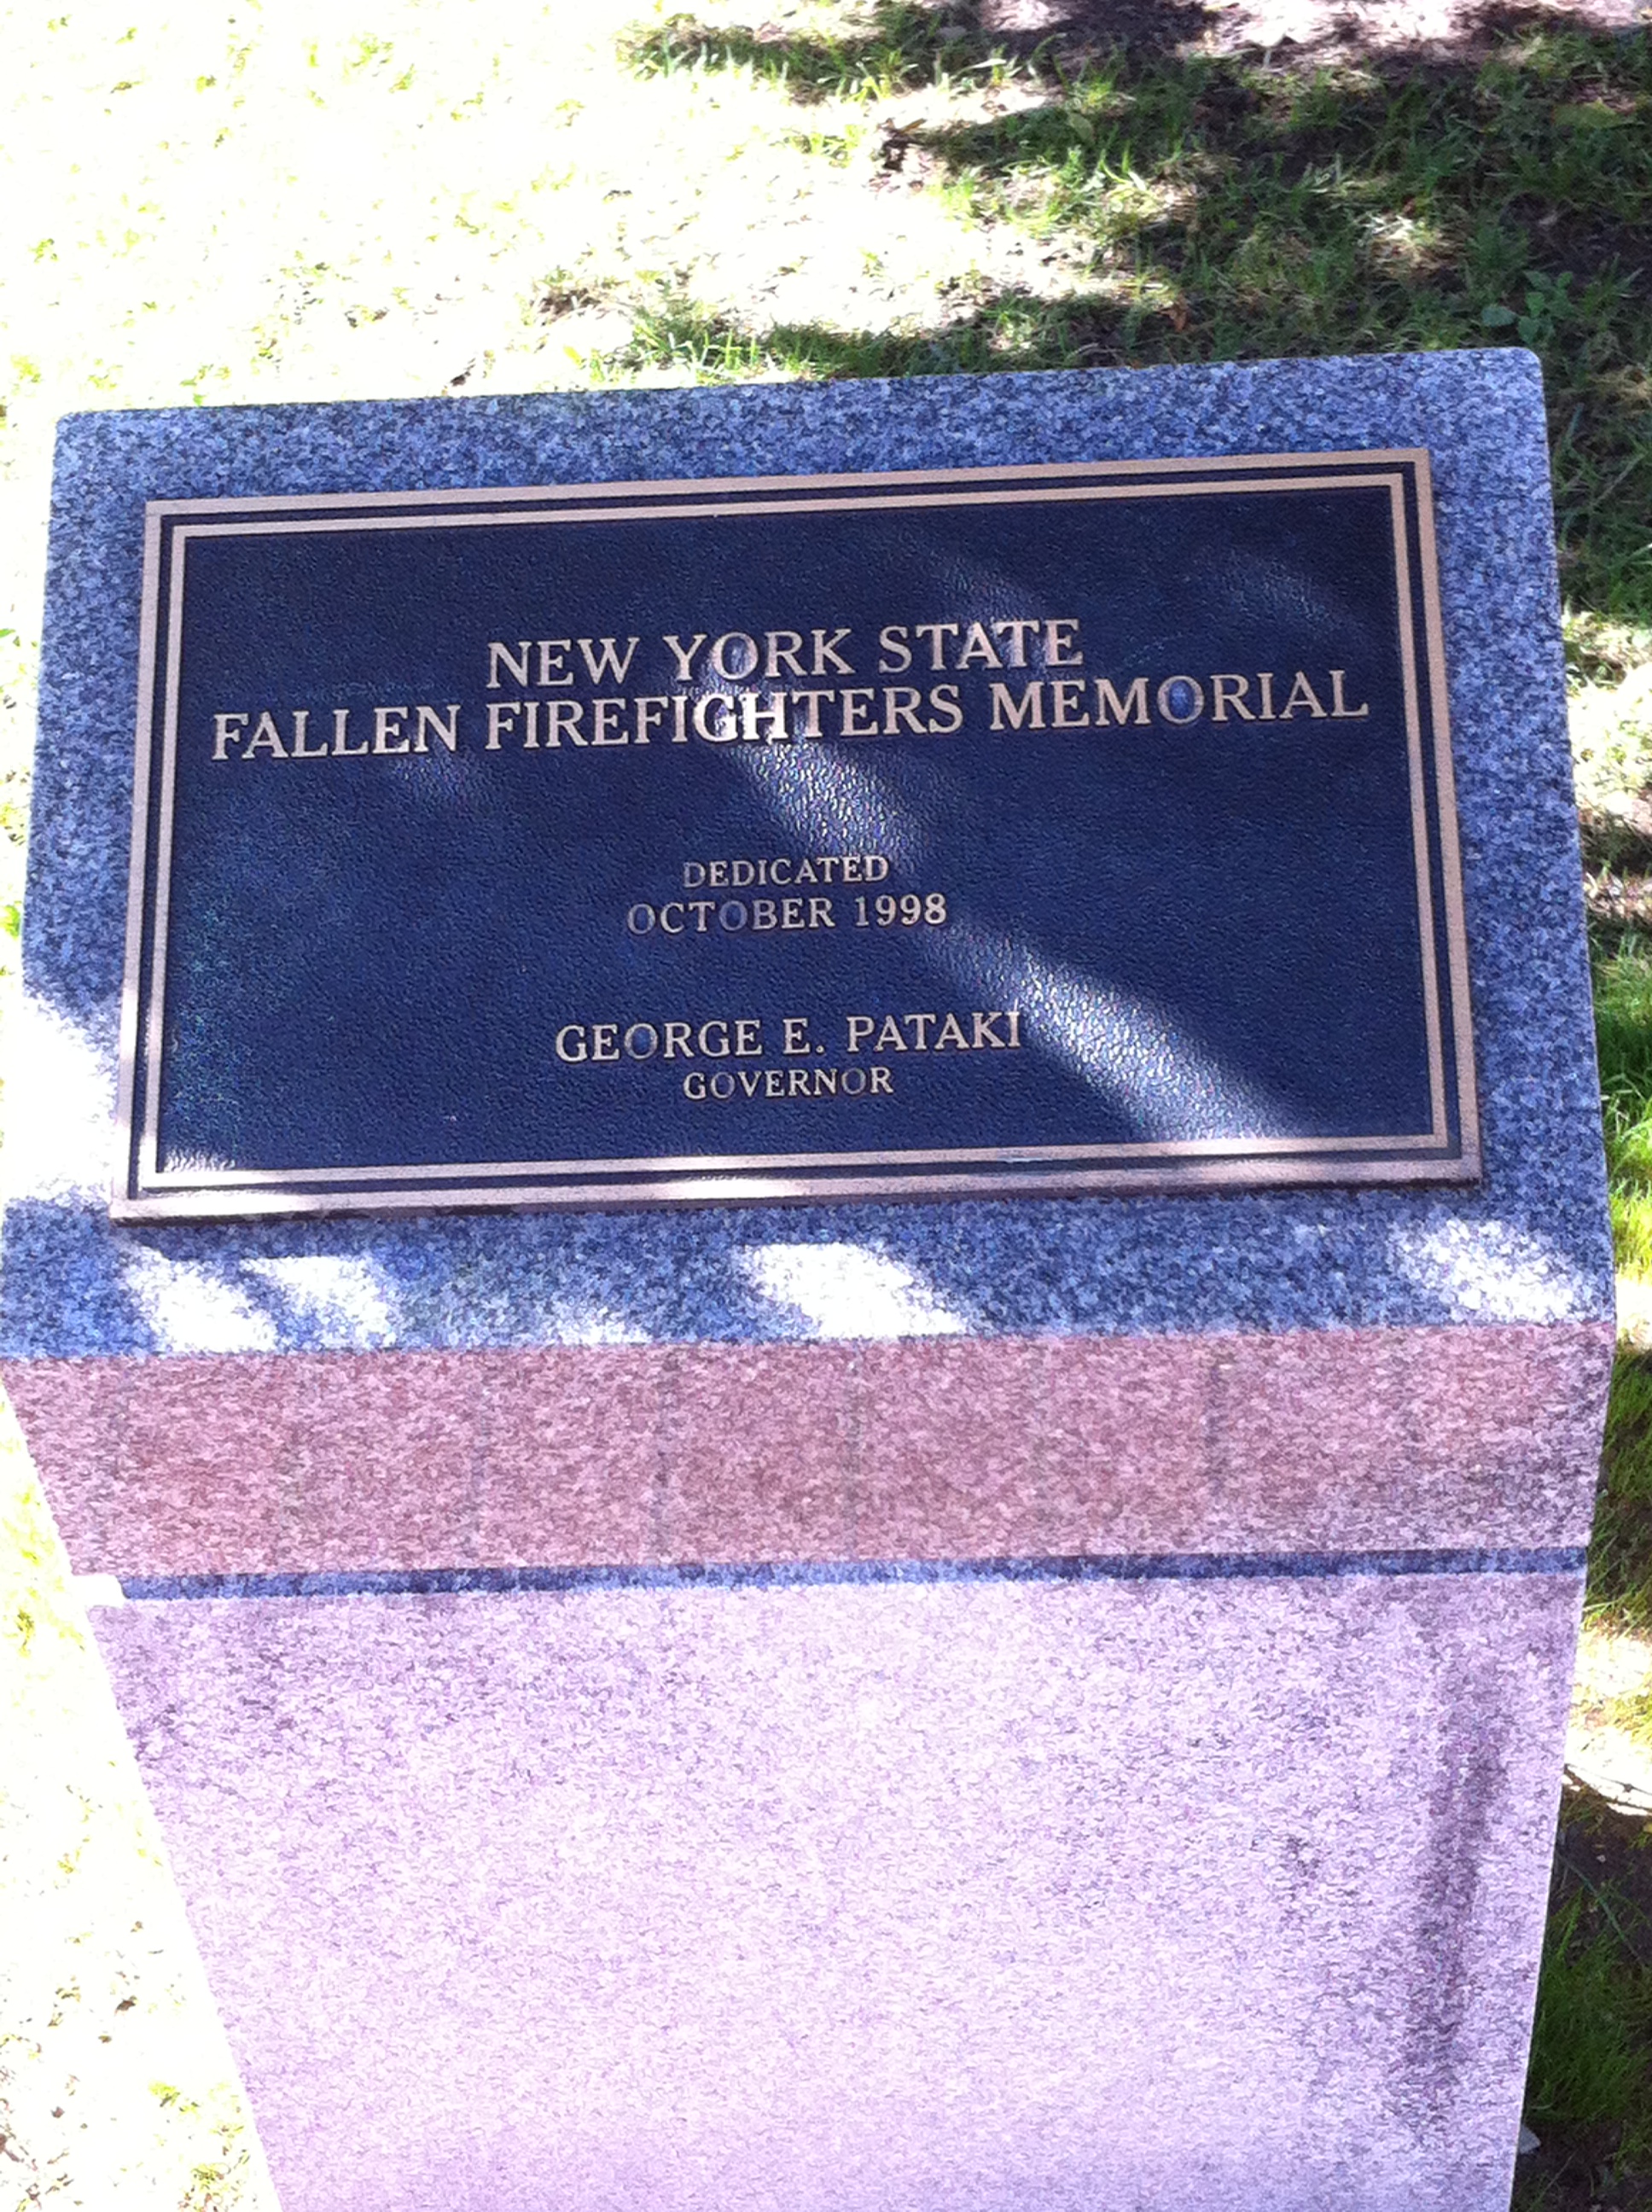 NEW YORK STATE
FALLEN FIREFIGHTERS MEMORIAL
DEDICATED
OCTOBER 1998
GEORGE E. PATAKI
GOVERNOR